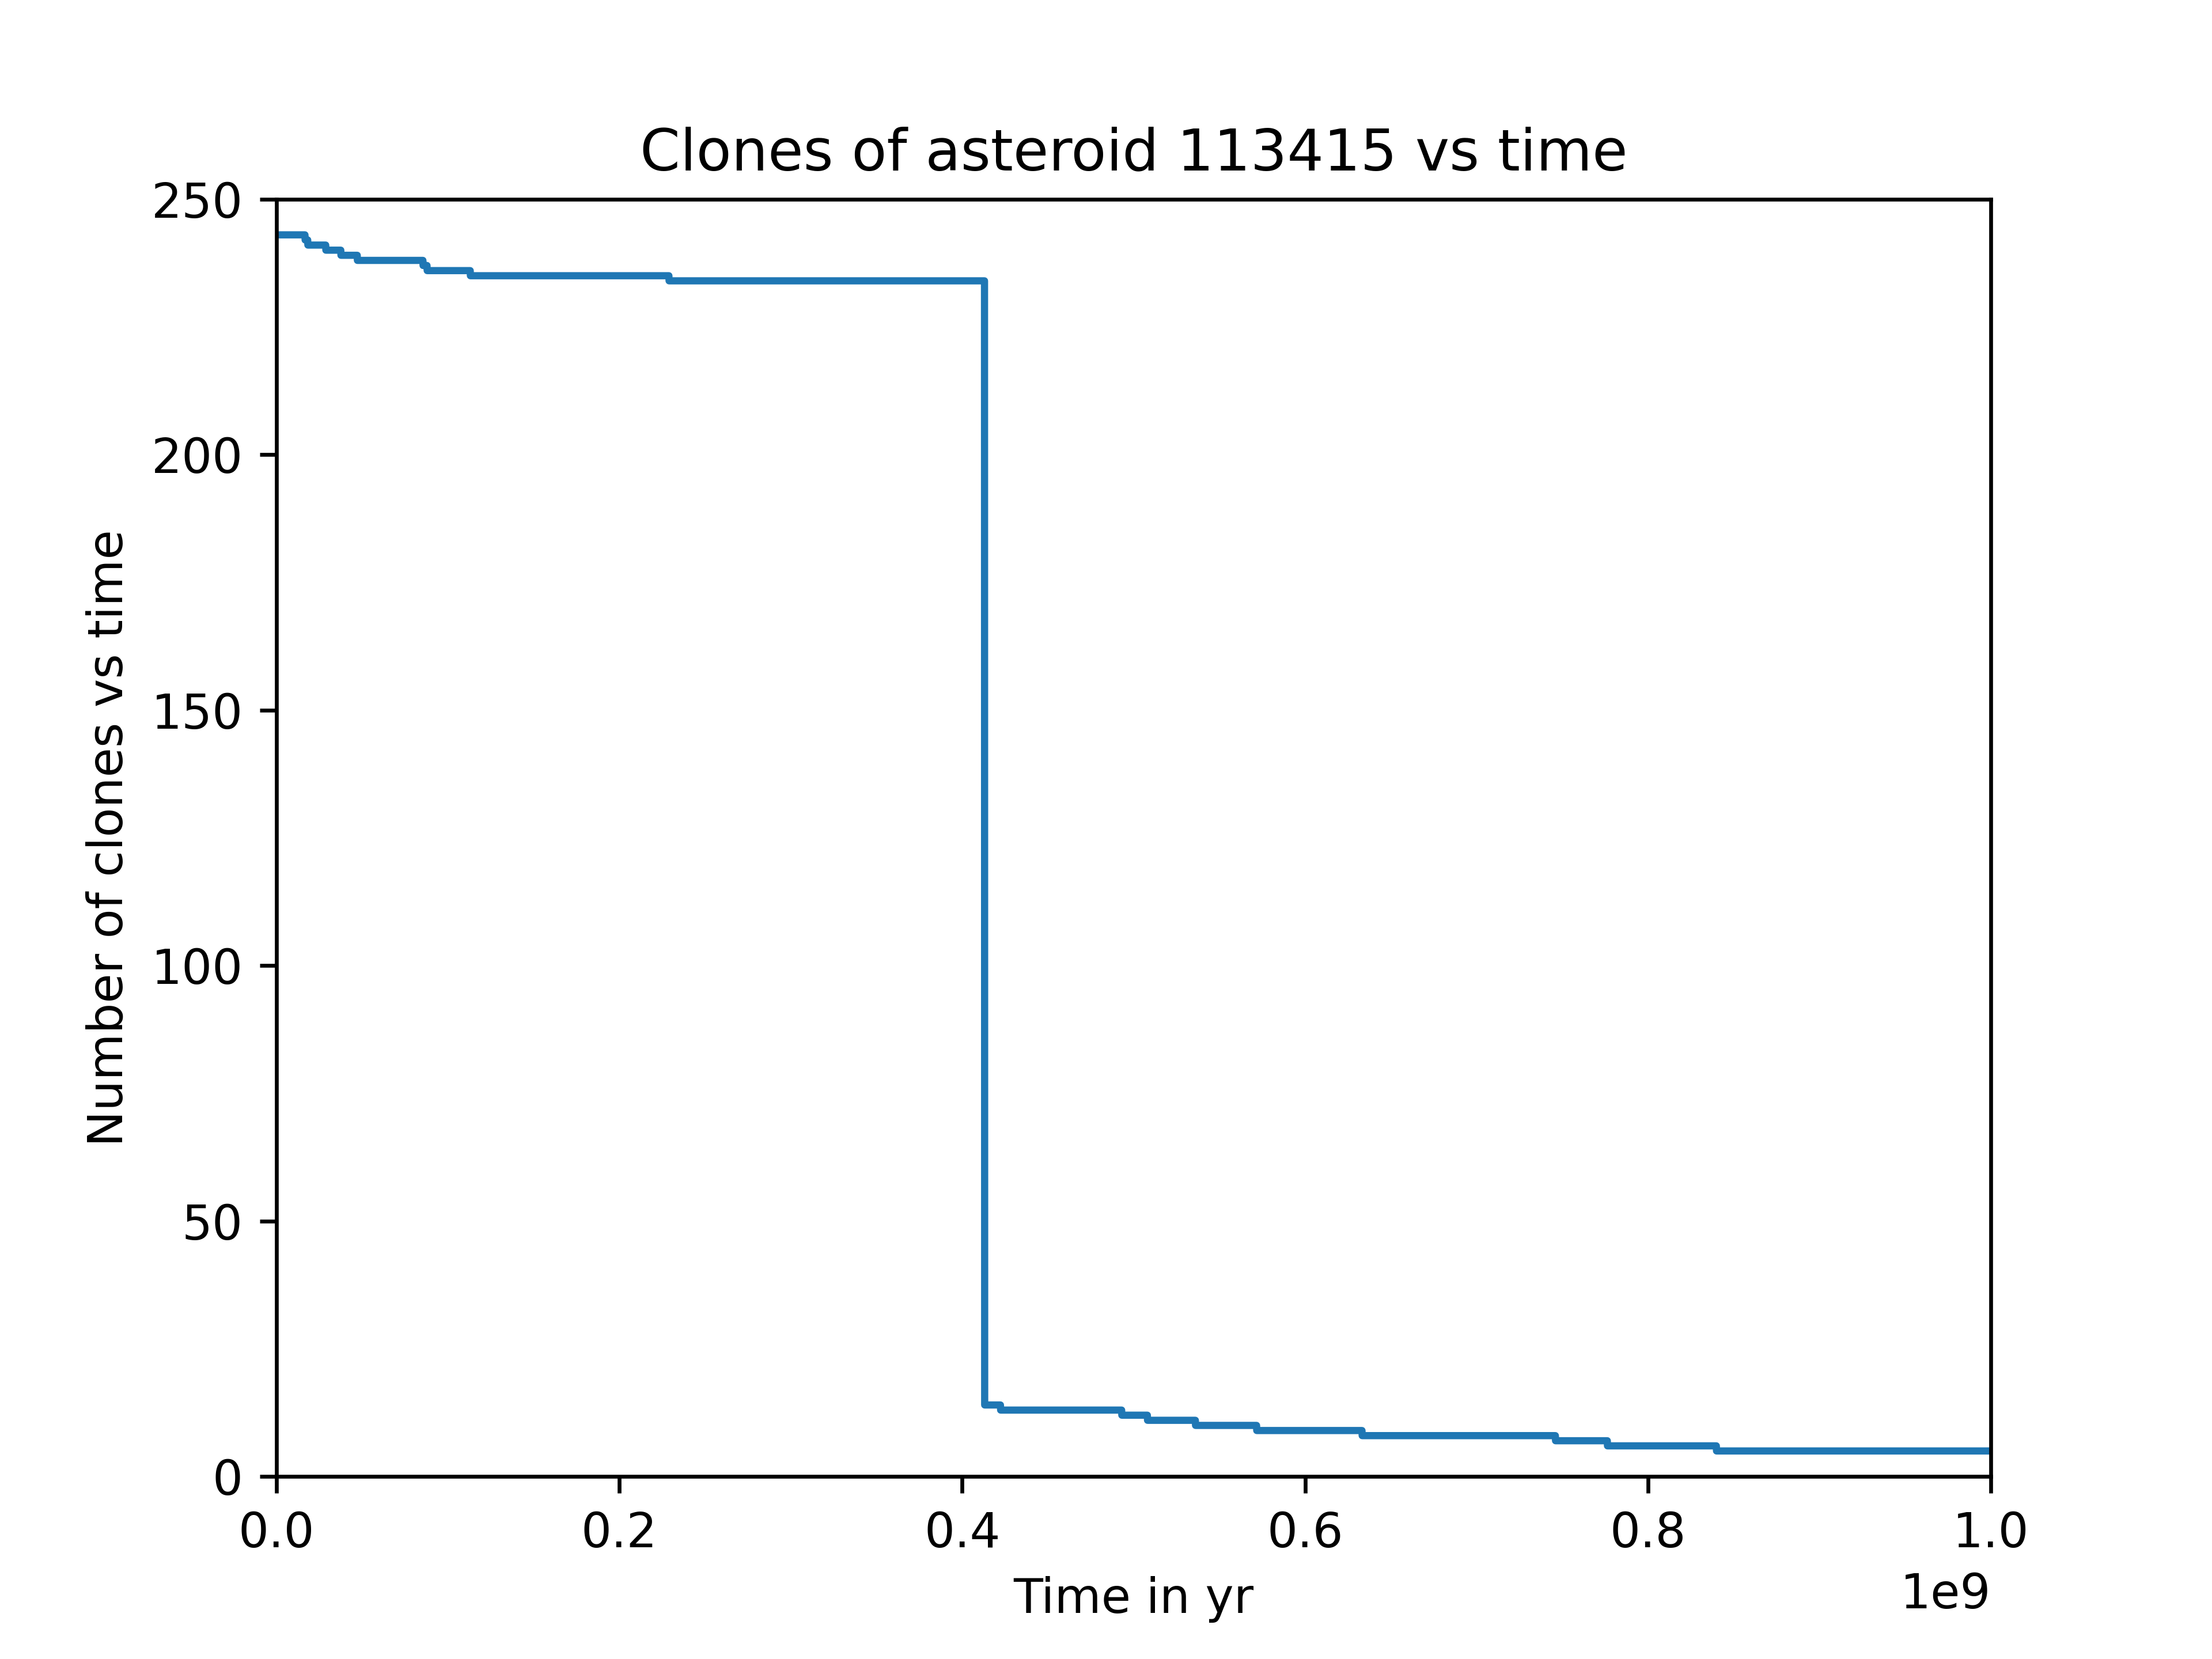 Clones of asteroid 113415 vs time
250
200
150
100
50
0
Number of clones vs time
0.0 0.2 0.4 0.6 0.8 1.0
Time in yr
1e9